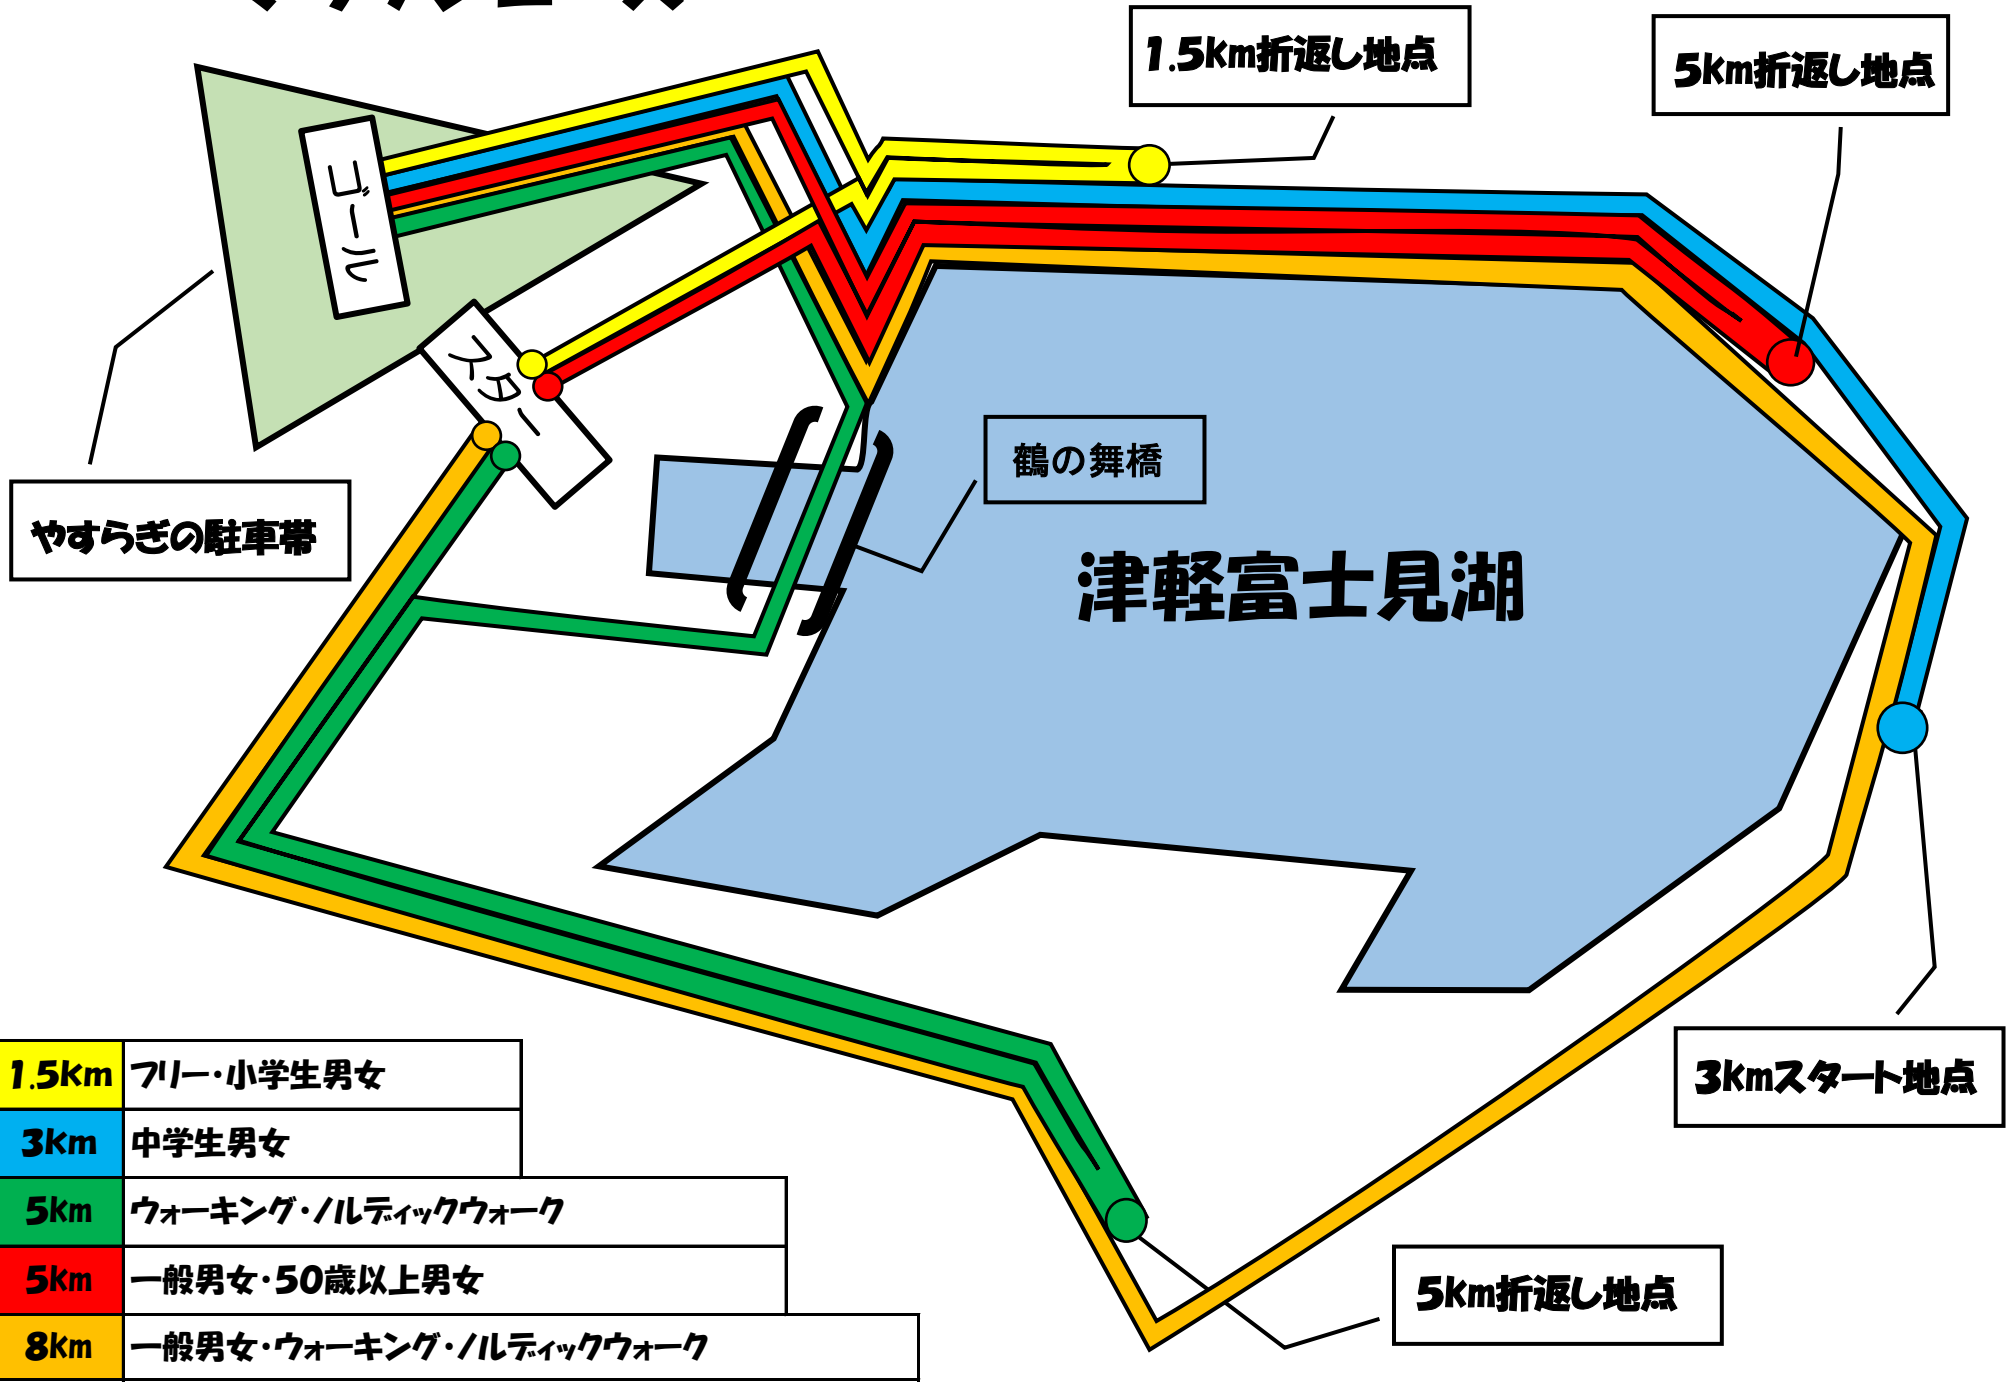 1.5km折返し地点
5km折返し地点
ゴール
スター
鶴の舞橋
やすらぎの駐車帯
津軽富士見湖
3kmスタート地点
5km折返し地点
1.5km フリー・小学生男女
3km 中学生男女
5km ウォーキング・ノルディックウォーク
5km 一般男女・50歳以上男女
8km 一般男女・ウォーキング・ノルディックウォーク